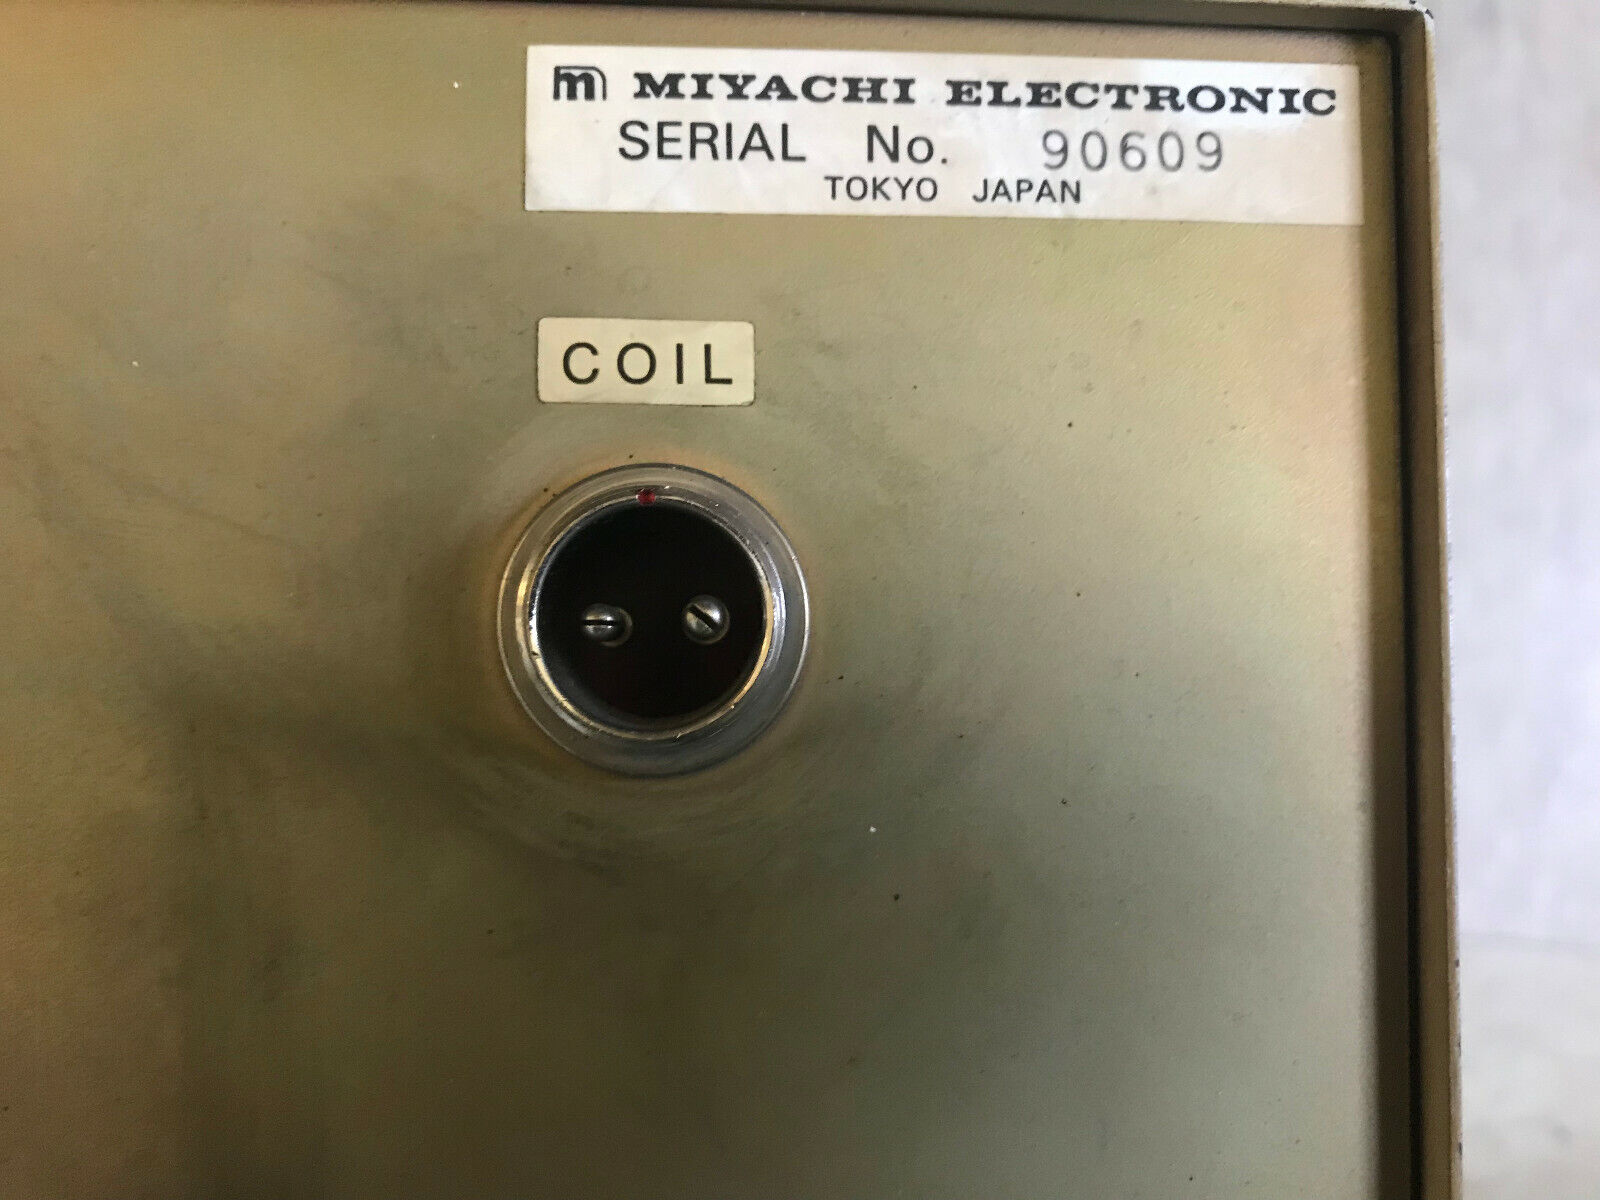 m MIYACHI ELECTRONIC
SERIAL No. 90609
TOKYO JAPAN
COIL